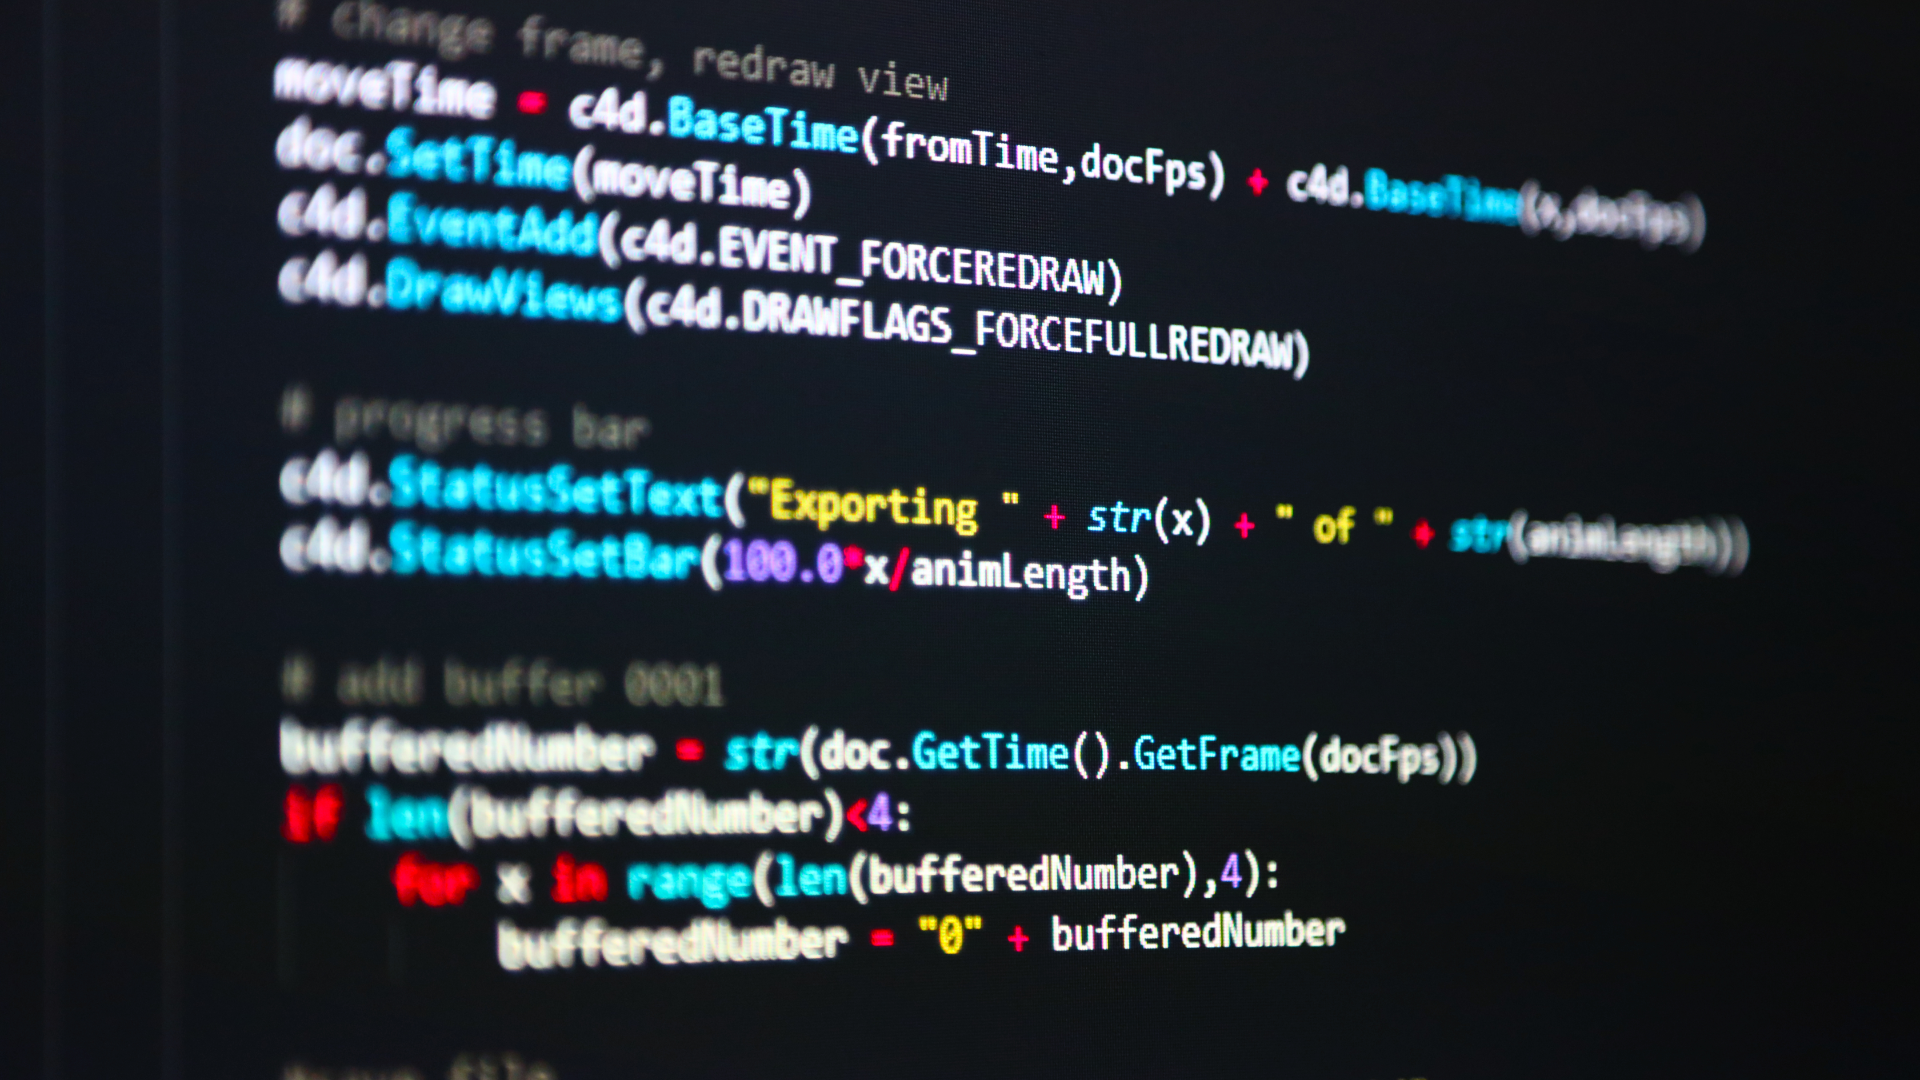 # change frame, redraw view
moveTime = c4d.BaseTime(fromTime,docFps) + c4d.BaseTime(x,docFps)
doc.SetTime(moveTime)
c4d.EventAdd(c4d.EVENT_FORCEREDRAW)
c4d.DrawViews(c4d.DRAWFLAGS_FORCEFULLREDRAW)
# progress bar
c4d.StatusSetText("Exporting " + str(x) + " of " + str(animLength))
c4d.StatusSetBar(100.0*x/animLength)
# add buffer 0001
bufferedNumber = str(doc.GetTime().GetFrame(docFps))
if len(bufferedNumber)<4:
for x in range(len(bufferedNumber),4):
bufferedNumber = "0" + bufferedNumber
file